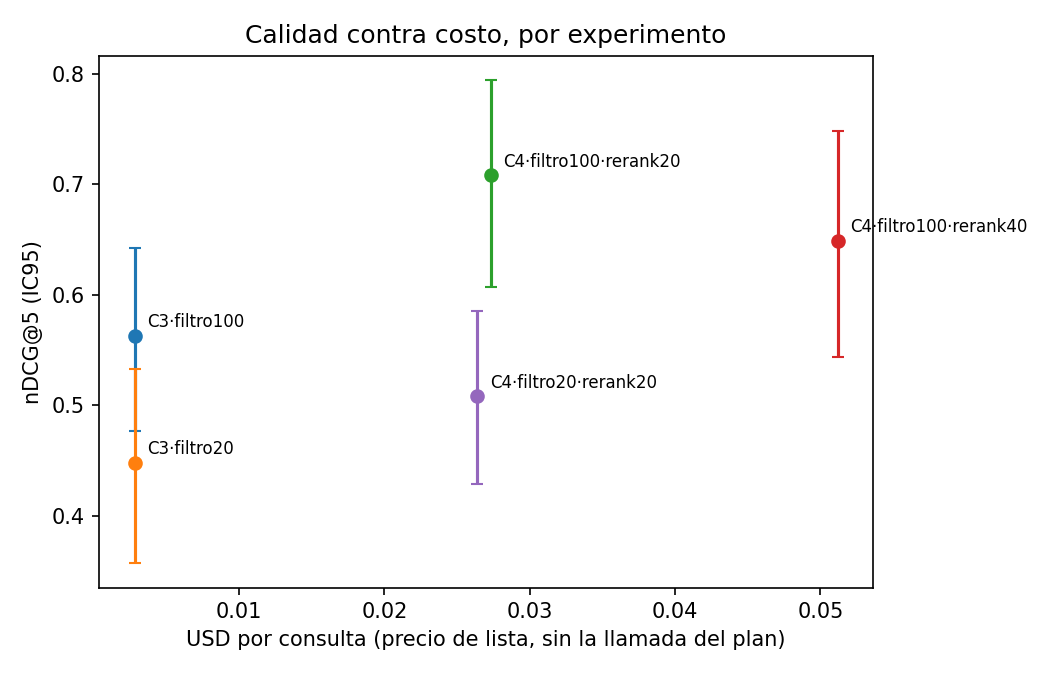 Calidad contra costo, por experimento
nDCG@5 (IC95)
0.8
0.7
0.6
0.5
0.4
C4·filtro100·rerank20
C4·filtro100·rerank40
C3·filtro100
C4·filtro20·rerank20
C3·filtro20
0.01 0.02 0.03 0.04 0.05
USD por consulta (precio de lista, sin la llamada del plan)